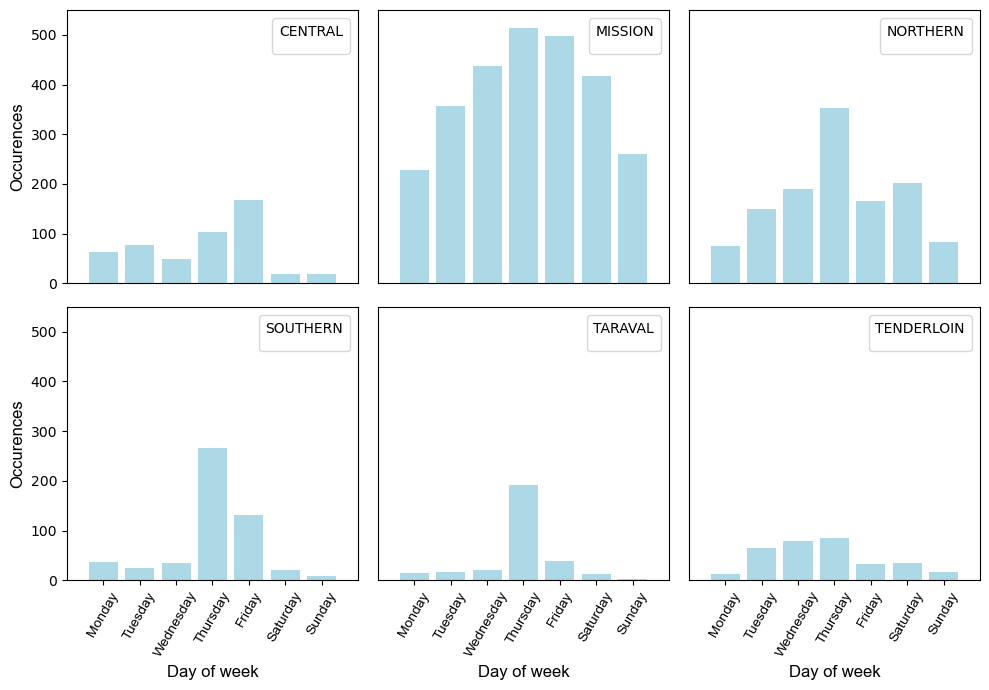 CENTRAL
MISSION
NORTHERN
500
400
300
200
100
0
Occurences
SOUTHERN
TARAVAL
TENDERLOIN
500
400
300
200
100
0
Occurences
Monday
Tuesday
Wednesday
Thursday
Friday
Saturday
Sunday
Monday
Tuesday
Wednesday
Thursday
Friday
Saturday
Sunday
Monday
Tuesday
Wednesday
Thursday
Friday
Saturday
Sunday
Day of week
Day of week
Day of week